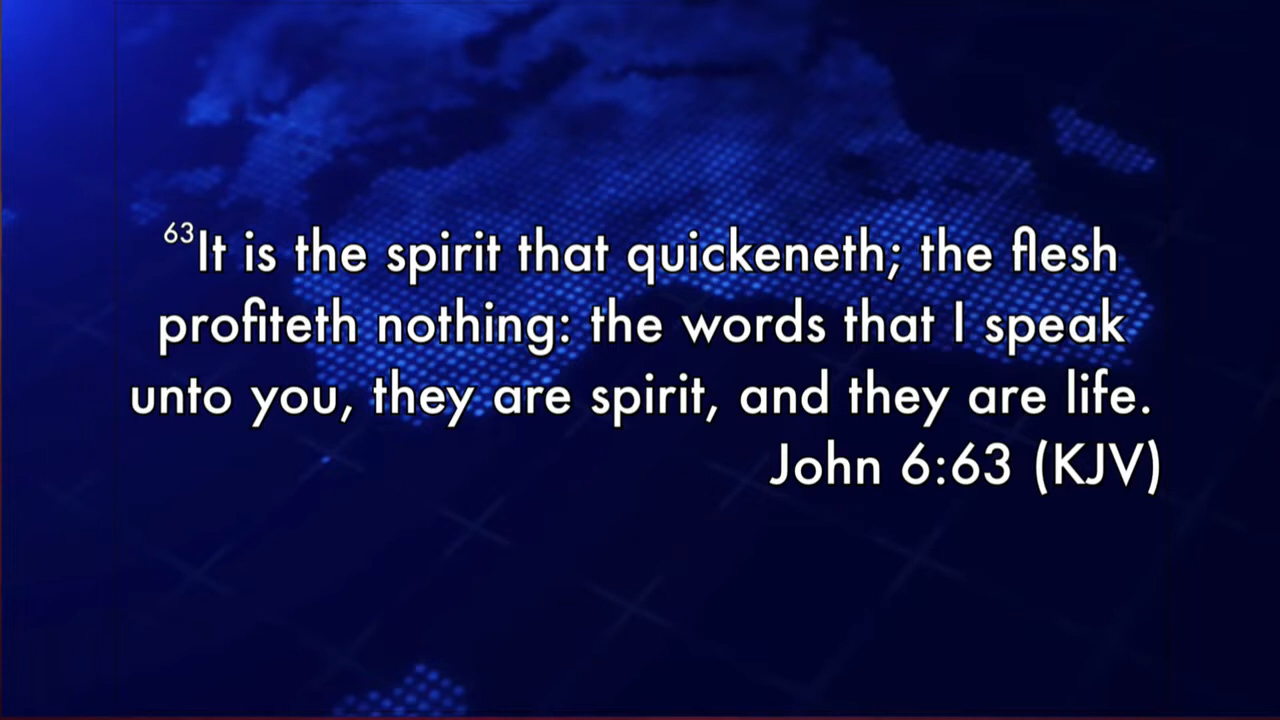 63It is the spirit that quickeneth; the flesh
profiteth nothing: the words that I speak
unto you, they are spirit, and they are life.
John 6:63 (KJV)